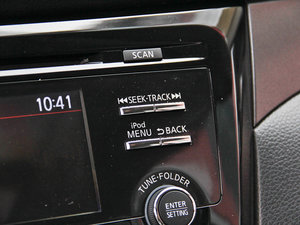 SCAN
10:41
⏮SEEK·TRACK⏭
iPod
MENU ⮌BACK
TUNE·FOLDER
ENTER
SETTING